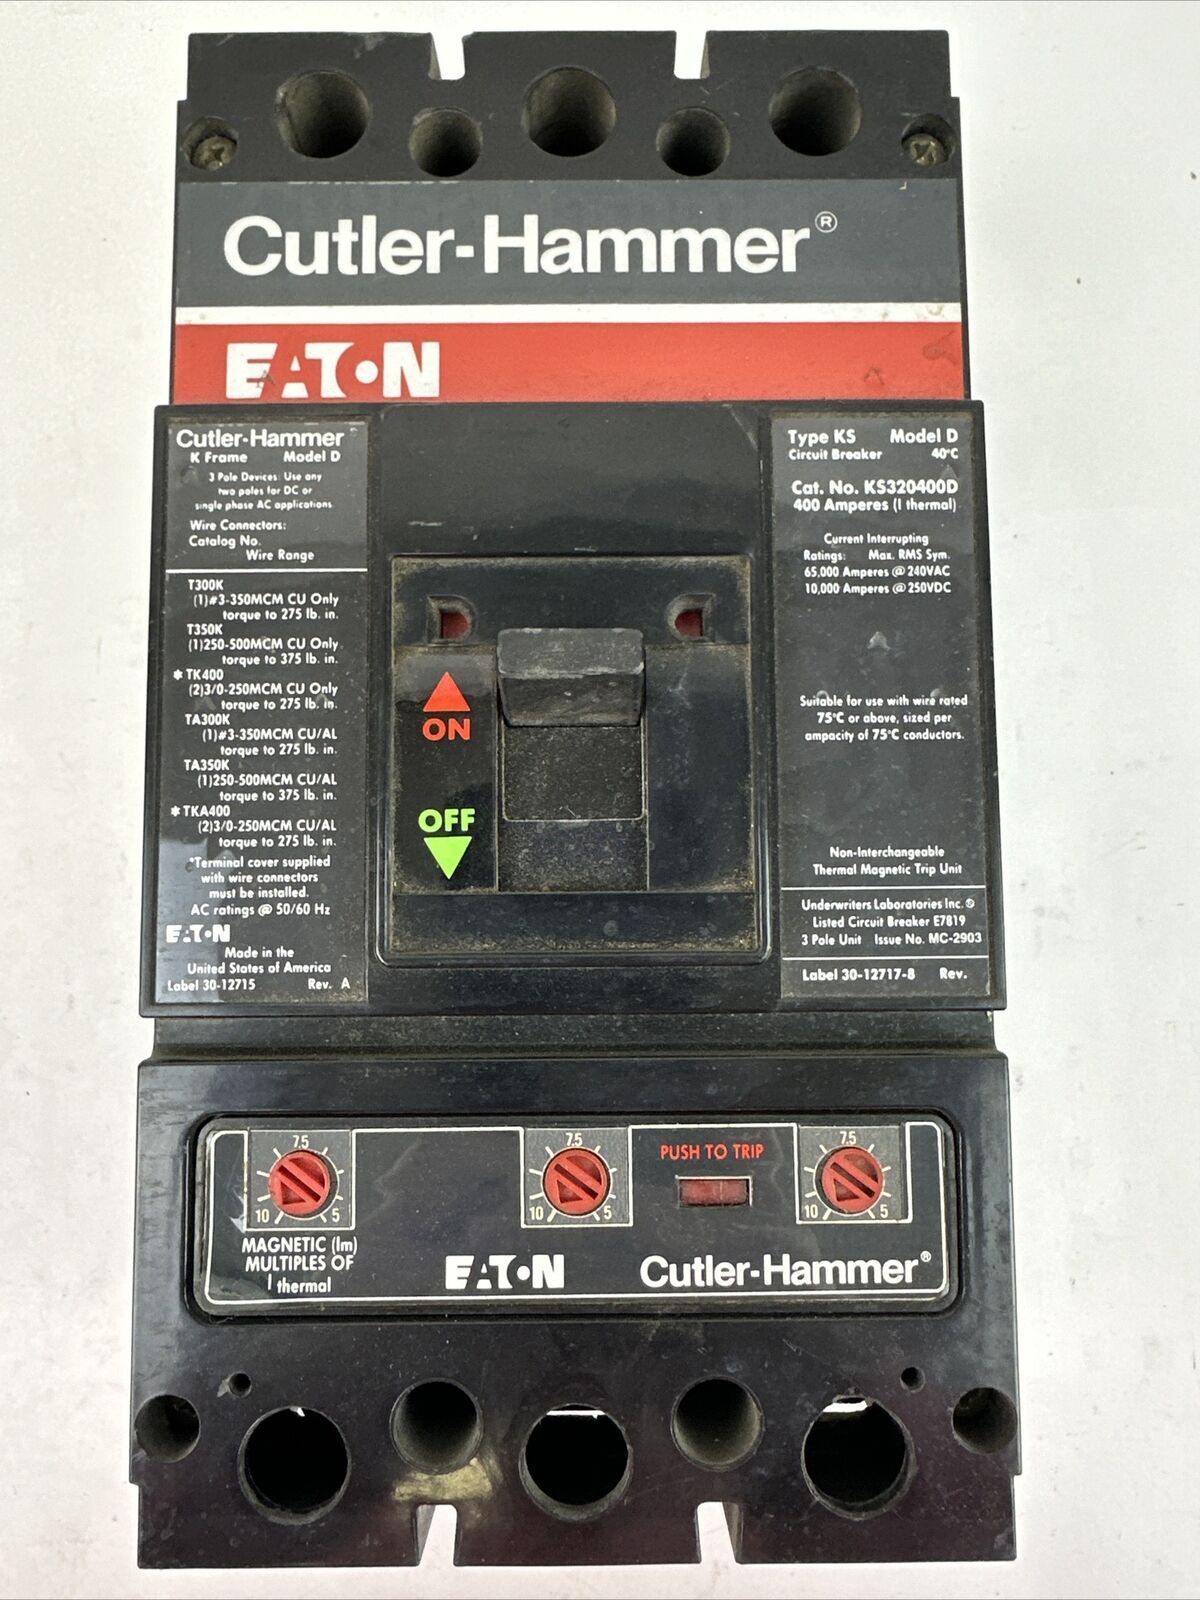 Cutler-Hammer®
EATON
Cutler-Hammer
K Frame Model D
3 Pole Devices: Use any
two poles for DC or
single phase AC applications
Wire Connectors:
Catalog No.
Wire Range
T300K
(1)#3-350MCM CU Only
torque to 275 lb. in.
T350K
(1)250-500MCM CU Only
torque to 375 lb. in.
* TK400
(2)3/0-250MCM CU Only
torque to 275 lb. in.
TA300K
(1)#3-350MCM CU/AL
torque to 275 lb. in.
TA350K
(1)250-500MCM CU/AL
torque to 375 lb. in.
* TKA400
(2)3/0-250MCM CU/AL
torque to 275 lb. in.
*Terminal cover supplied
with wire connectors
must be installed.
AC ratings @ 50/60 Hz
EATON
Made in the
United States of America
Label 30-12715 Rev. A
ON
OFF
Type KS Model D
Circuit Breaker 40°C
Cat. No. KS320400D
400 Amperes (I thermal)
Current Interrupting
Ratings: Max. RMS Sym.
65,000 Amperes @ 240VAC
10,000 Amperes @ 250VDC
Suitable for use with wire rated
75°C or above, sized per
ampacity of 75°C conductors.
Non-Interchangeable
Thermal Magnetic Trip Unit
Underwriters Laboratories Inc.®
Listed Circuit Breaker E7819
3 Pole Unit Issue No. MC-2903
Label 30-12717-8 Rev.
7.5
10 5
MAGNETIC (Im)
MULTIPLES OF
I thermal
7.5
10 5
PUSH TO TRIP
7.5
10 5
EATON
Cutler-Hammer®